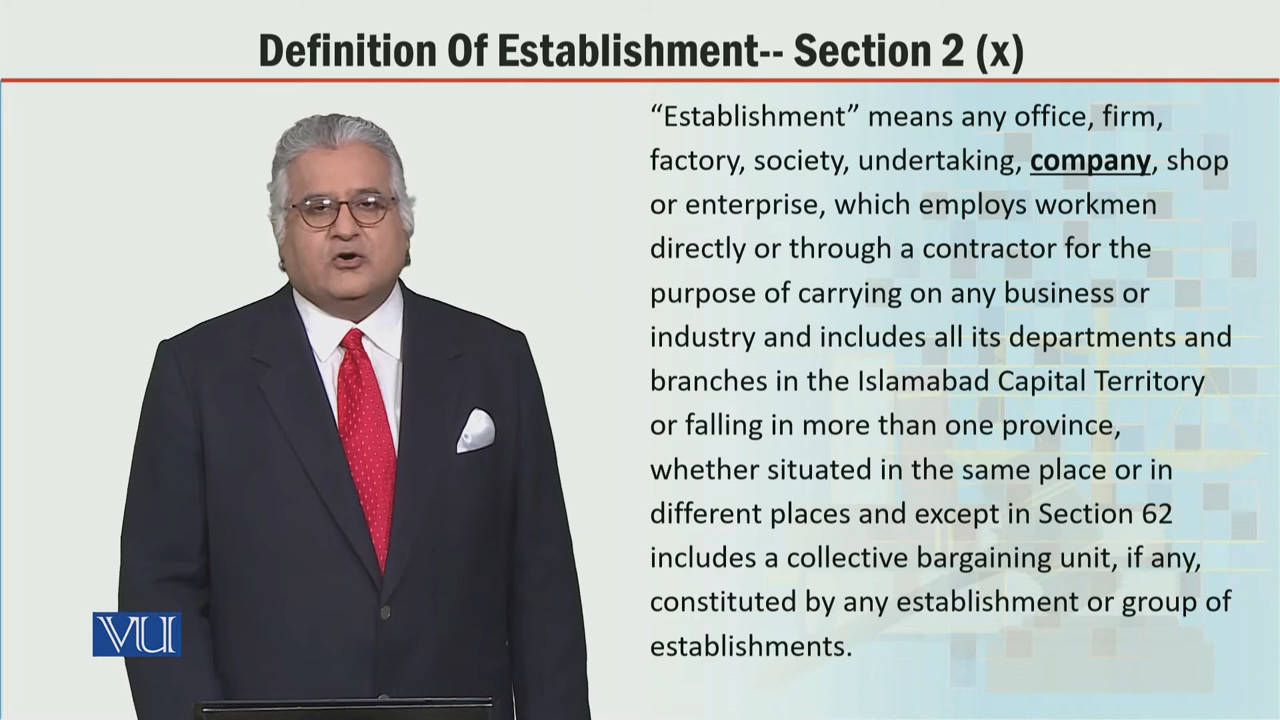 Definition Of Establishment-- Section 2 (x)
“Establishment” means any office, firm,
factory, society, undertaking, company, shop
or enterprise, which employs workmen
directly or through a contractor for the
purpose of carrying on any business or
industry and includes all its departments and
branches in the Islamabad Capital Territory
or falling in more than one province,
whether situated in the same place or in
different places and except in Section 62
includes a collective bargaining unit, if any,
constituted by any establishment or group of
establishments.
VU